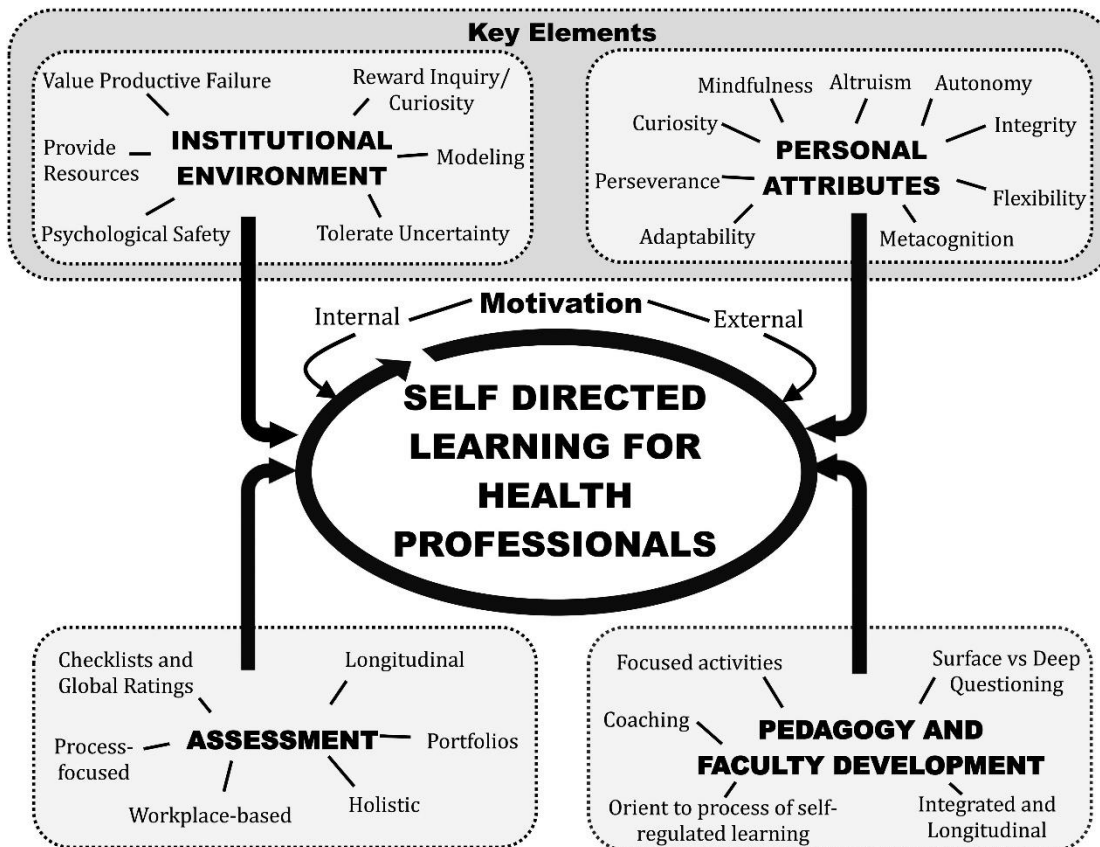 Key Elements
Value Productive Failure
Reward Inquiry/
Curiosity
Provide
Resources
INSTITUTIONAL
ENVIRONMENT
Modeling
Psychological Safety
Tolerate Uncertainty
Mindfulness
Altruism
Autonomy
Curiosity
Integrity
PERSONAL
ATTRIBUTES
Perseverance
Flexibility
Adaptability
Metacognition
Motivation
Internal
External
SELF DIRECTED
LEARNING FOR
HEALTH
PROFESSIONALS
Checklists and
Global Ratings
Longitudinal
ASSESSMENT
Process-
focused
Portfolios
Workplace-based
Holistic
Focused activities
Surface vs Deep
Questioning
Coaching
PEDAGOGY AND
FACULTY DEVELOPMENT
Orient to process of self-
regulated learning
Integrated and
Longitudinal